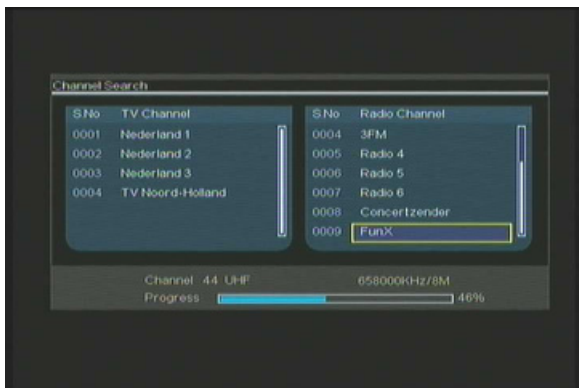 Channel Search
S.No TV Channel
0001 Nederland 1
0002 Nederland 2
0003 Nederland 3
0004 TV Noord-Holland
S.No Radio Channel
0004 3FM
0005 Radio 4
0006 Radio 5
0007 Radio 6
0008 Concertzender
0009 FunX
Channel 44 UHF 658000KHz/8M
Progress 46%